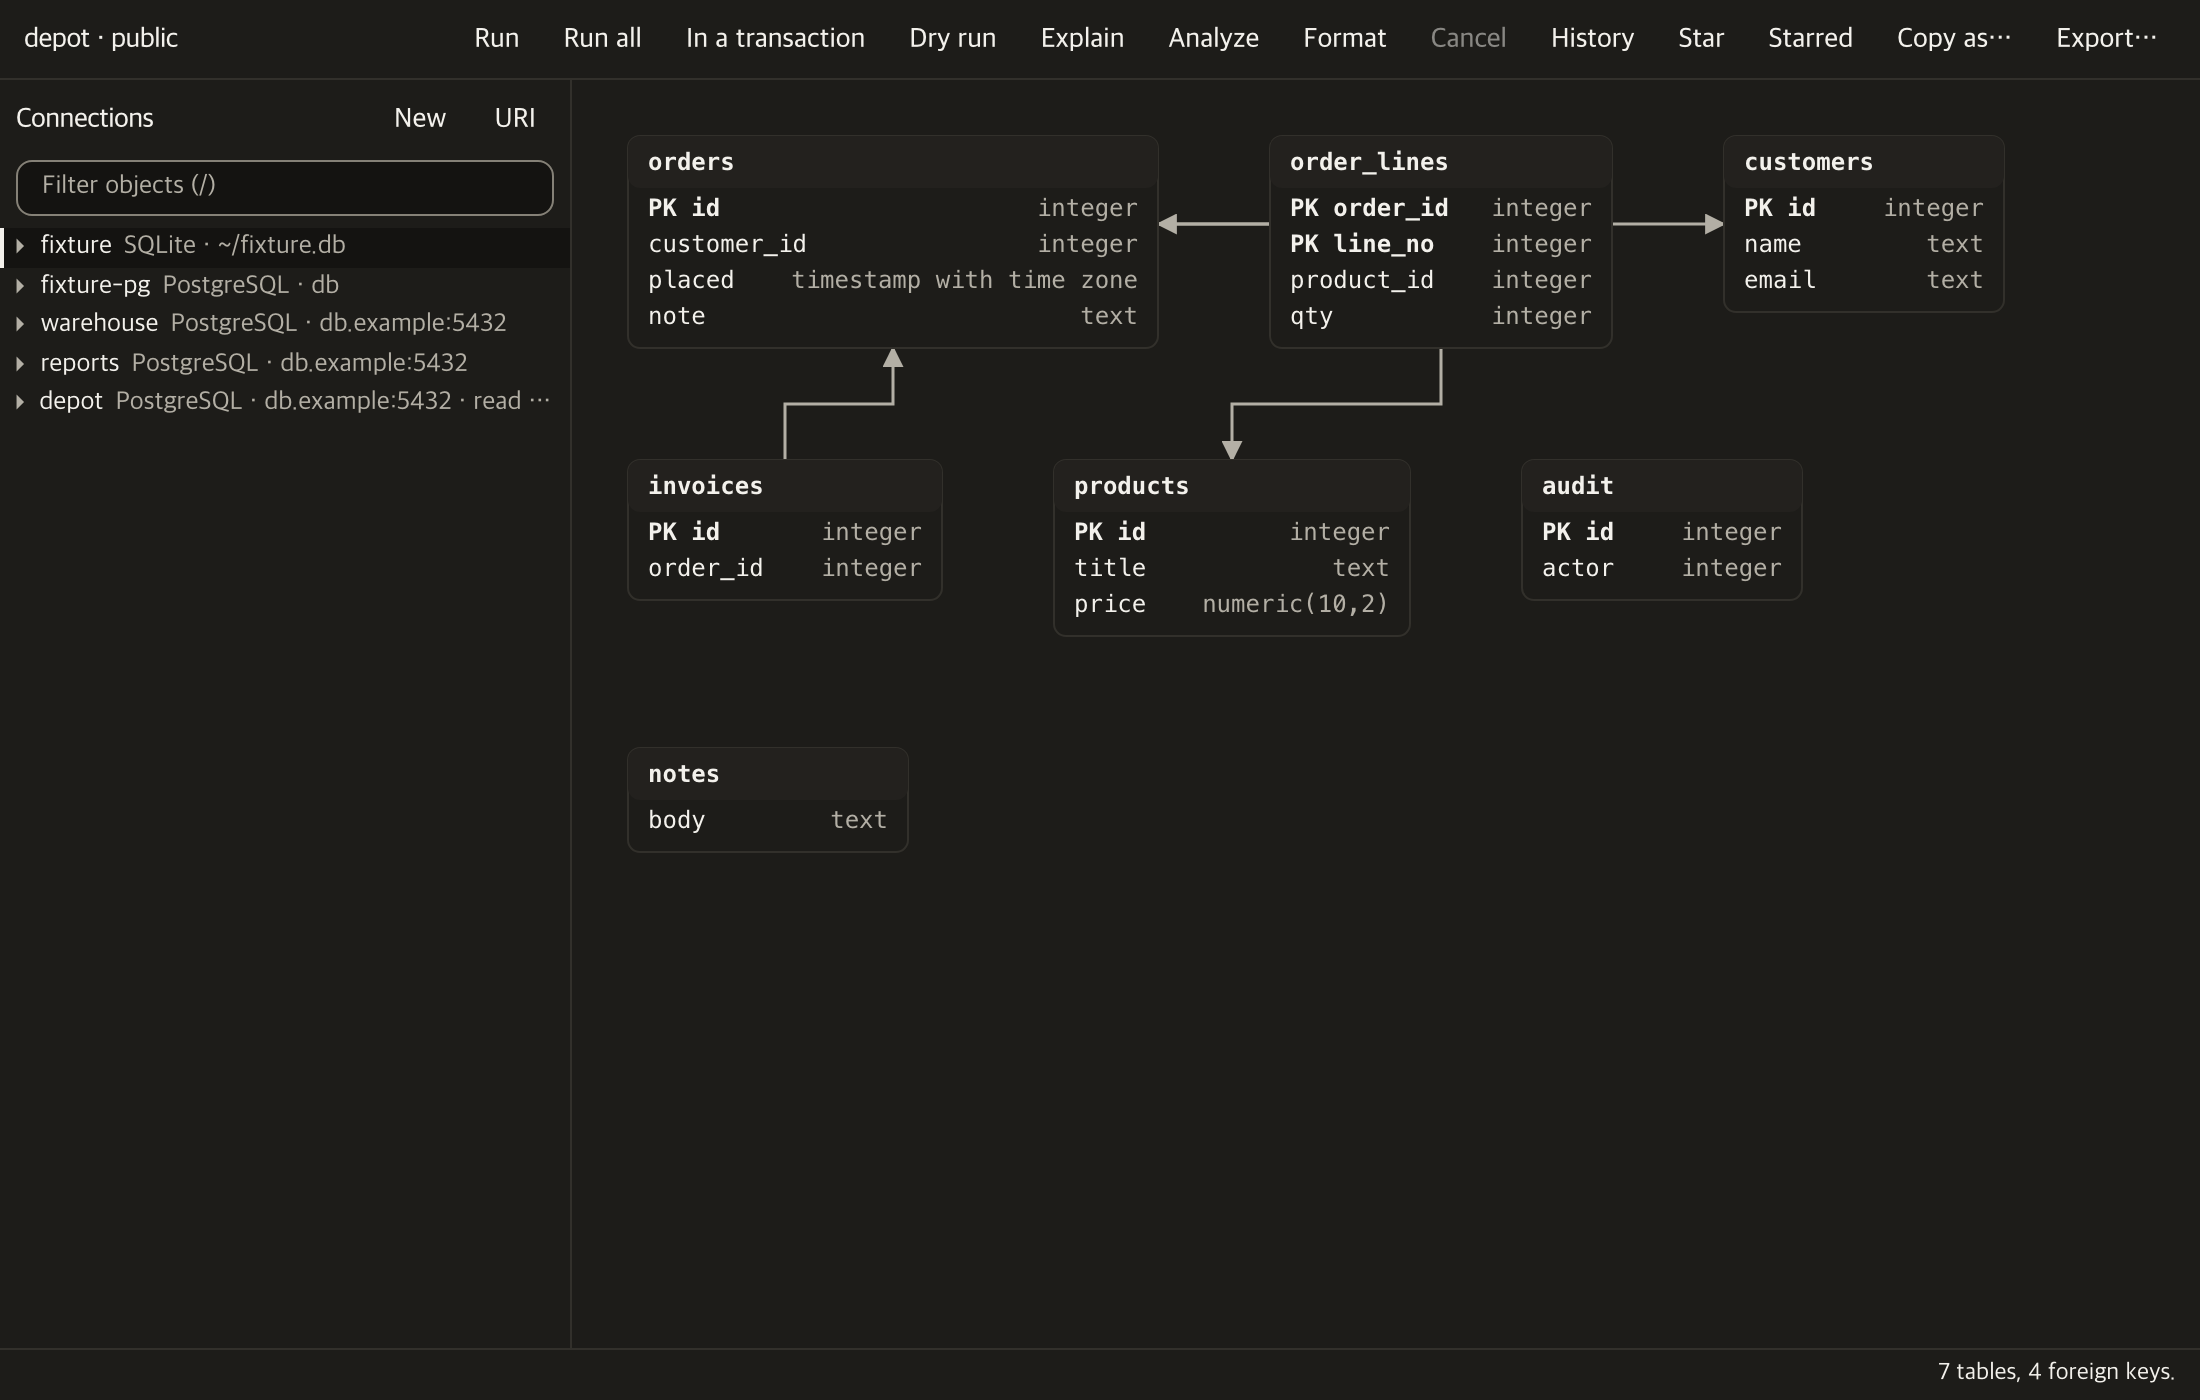 depot · public
Run Run all In a transaction Dry run Explain Analyze Format Cancel History Star Starred Copy as… Export…
Connections New URI
Filter objects (/)
fixture SQLite · ~/fixture.db
fixture-pg PostgreSQL · db
warehouse PostgreSQL · db.example:5432
reports PostgreSQL · db.example:5432
depot PostgreSQL · db.example:5432 · read …
orders
PK id integer
customer_id integer
placed timestamp with time zone
note text
order_lines
PK order_id integer
PK line_no integer
product_id integer
qty integer
customers
PK id integer
name text
email text
invoices
PK id integer
order_id integer
products
PK id integer
title text
price numeric(10,2)
audit
PK id integer
actor integer
notes
body text
7 tables, 4 foreign keys.